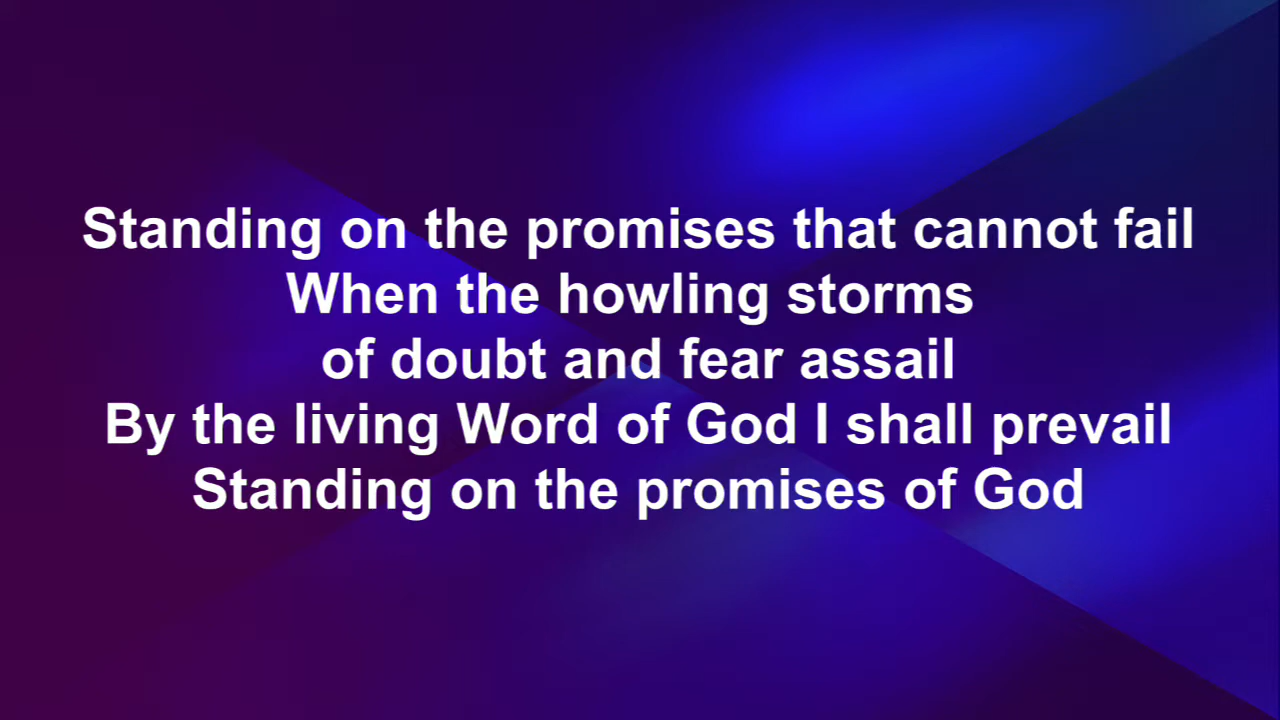 Standing on the promises that cannot fail
When the howling storms
of doubt and fear assail
By the living Word of God I shall prevail
Standing on the promises of God